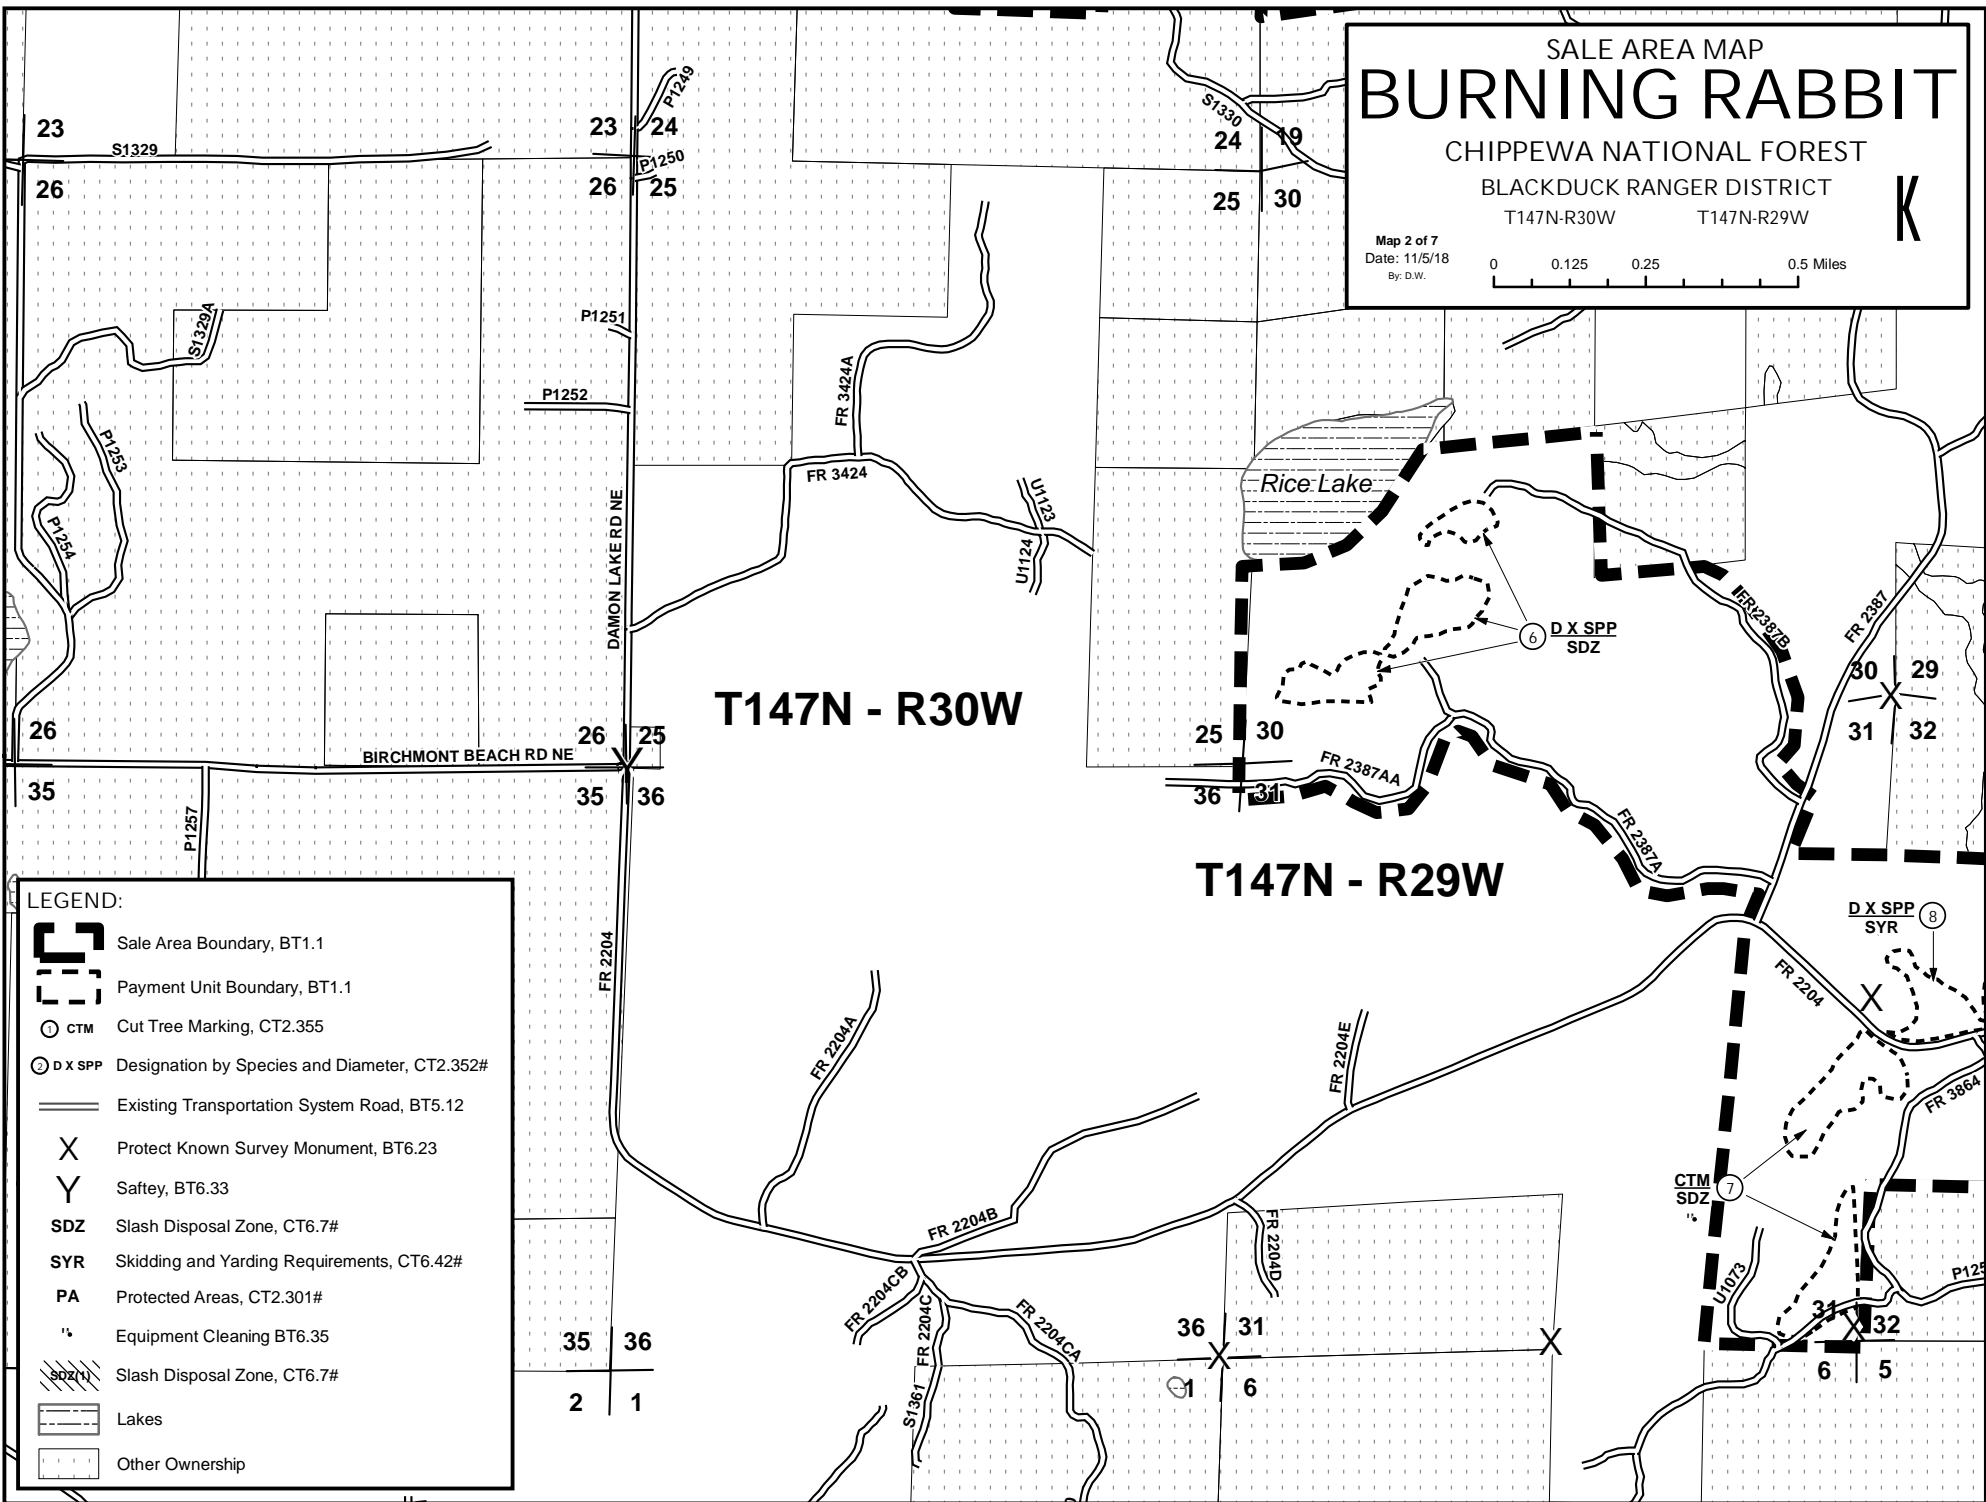 SALE AREA MAP
BURNING RABBIT
CHIPPEWA NATIONAL FOREST
BLACKDUCK RANGER DISTRICT
T147N-R30W T147N-R29W
Map 2 of 7
Date: 11/5/18
By: D.W.
0 0.125 0.25 0.5 Miles
P1249
S1330
23
23 24
24 19
S1329
P1250
26
26 25
25 30
S1329A
P1251
P1252
FR 3424A
P1253
FR 3424
Rice Lake
U1123
P1254
DAMON LAKE RD NE
U1124
FR 2387B
FR 2387
6 D X SPP
SDZ
30 29
T147N - R30W
26
26 25
25 30
31 32
BIRCHMONT BEACH RD NE
Y
FR 2387AA
35
35 36
36 31
P1257
FR 2387A
T147N - R29W
D X SPP 8
SYR
FR 2204
FR 2204
X
X
FR 2204A
FR 2204E
FR 3864
CTM 7
SDZ
FR 2204B
FR 2204D
FR 2204CB
FR 2204C
FR 2204CA
U1073
P125
35 36
36 31
31 32
X
X
X
2 1
1 6
6 5
S1361
LEGEND:
Sale Area Boundary, BT1.1
Payment Unit Boundary, BT1.1
1 CTM Cut Tree Marking, CT2.355
2 D X SPP Designation by Species and Diameter, CT2.352#
Existing Transportation System Road, BT5.12
X Protect Known Survey Monument, BT6.23
Y Saftey, BT6.33
SDZ Slash Disposal Zone, CT6.7#
SYR Skidding and Yarding Requirements, CT6.42#
PA Protected Areas, CT2.301#
Equipment Cleaning BT6.35
SDZ(1) Slash Disposal Zone, CT6.7#
Lakes
Other Ownership